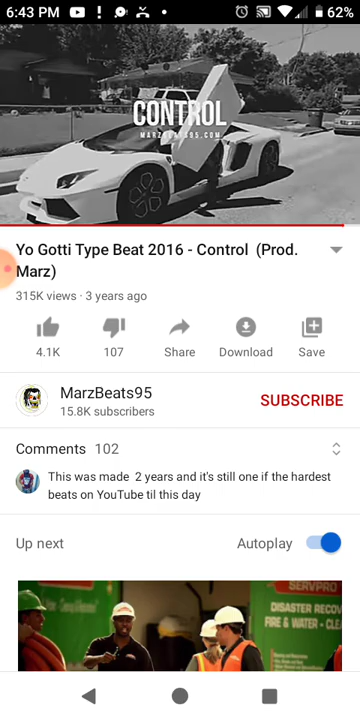 6:43 PM
62%
CONTROL
MARZBEATS95.COM
Yo Gotti Type Beat 2016 - Control (Prod.
Marz)
315K views · 3 years ago
4.1K
107
Share
Download
Save
MarzBeats95
15.8K subscribers
SUBSCRIBE
Comments 102
This was made 2 years and it's still one if the hardest
beats on YouTube til this day
Up next
Autoplay
SERVPRO
DISASTER RECOV
FIRE & WATER - CLE